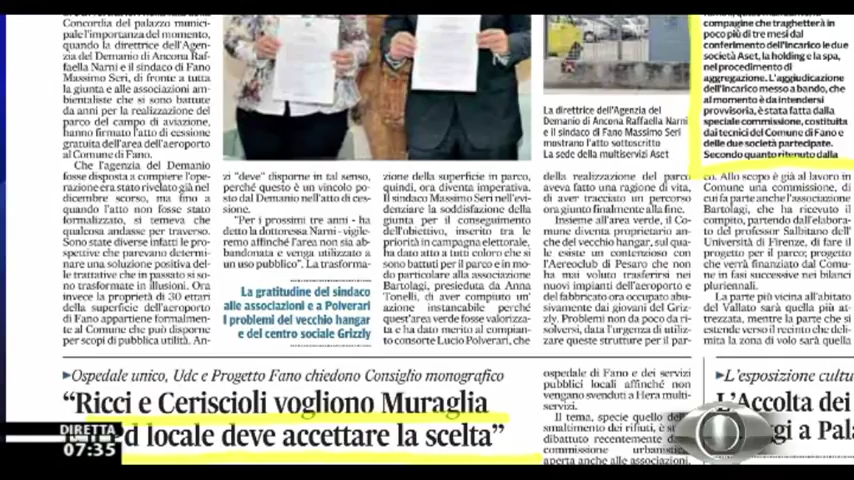 Concordia del palazzo munici-
pale l'importanza del momento,
quando la direttrice dell'Agen-
zia del Demanio di Ancona Raf-
faella Narni e il sindaco di Fano
Massimo Seri, di fronte a tutta
la giunta e alle associazioni am-
bientaliste che si sono battute
da anni per la realizzazione del
parco del campo di aviazione,
hanno firmato l'atto di cessione
gratuita dell'area dell'aeroporto
al Comune di Fano.
Che l'agenzia del Demanio
fosse disposta a compiere l'ope-
razione era stato rivelato già nel
dicembre scorso, ma fino a
quando l'atto non fosse stato
formalizzato, si temeva che
qualcosa andasse per traverso.
Sono state diverse infatti le pro-
spettive che parevano determi-
nare una soluzione positiva del-
le trattative che in passato si so-
no trasformate in illusioni. Ora
invece la proprietà di 30 ettari
della superficie dell'aeroporto
di Fano appartiene formalmen-
te al Comune che può disporne
per scopi di pubblica utilità. An-
zi "deve" disporne in tal senso,
perché questo è un vincolo po-
sto dal Demanio nell'atto di ces-
sione.
"Per i prossimi tre anni - ha
detto la dottoressa Narni - vigile-
remo affinché l'area non sia ab-
bandonata e venga utilizzato a
un uso pubblico". La trasforma-
La gratitudine del sindaco
alle associazioni e a Polverari
I problemi del vecchio hangar
e del centro sociale Grizzly
zione della superficie in parco,
quindi, ora diventa imperativa.
Il sindaco Massimo Seri nell'evi-
denziare la soddisfazione della
giunta per il conseguimento
dell'obiettivo, inserito tra le
priorità in campagna elettorale,
ha dato atto a tutti coloro che si
sono battuti per il parco e in mo-
do particolare alla associazione
Bartolagi, presieduta da Anna
Tonelli, di aver compiuto un'a-
zione instancabile perché
quest'area verde fosse valorizza-
ta e ha dato merito al compian-
to consorte Lucio Polverari, che
La direttrice dell'Agenzia del
Demanio di Ancona Raffaella Narni
e il sindaco di Fano Massimo Seri
mostrano l'atto sottoscritto
La sede della multiservizi Aset
della realizzazione del parco
aveva fatto una ragione di vita,
di aver tracciato un percorso
ora giunto finalmente alla fine.
Insieme all'area verde, il Co-
mune diventa proprietario an-
che del vecchio hangar, sul qua-
le esiste un contenzioso con
l'Aereoclub di Pesaro che non
ha mai voluto trasferirsi nei
nuovi impianti dell'aeroporto e
del fabbricato ora occupato abu-
sivamente dai giovani del Griz-
zly. Problemi non da poco da ri-
solversi, data l'urgenza di utiliz-
zare queste strutture per il par-
compagine che traghetterà in
poco più di tre mesi dal
conferimento dell'incarico le due
società Aset, la holding e la spa,
nel procedimento di
aggregazione. L'aggiudicazione
dell'incarico messo a bando, che
al momento è da intendersi
provvisoria, è stata fatta dalla
speciale commissione, costituita
dai tecnici del Comune di Fano e
delle due società partecipate.
Secondo quanto ritenuto dalla
co. Allo scopo è già al lavoro in
Comune una commissione, di
cui fa parte anche l'associazione
Bartolagi, che ha ricevuto il
compito, partendo dall'elabora-
to del professor Salbitano dell'
Università di Firenze, di fare il
progetto per il parco; progetto
che verrà finanziato dal Comu-
ne in fasi successive nei bilanci
pluriennali.
La parte più vicina all'abitato
del Vallato sarà quella più at-
trezzata, mentre la parte che si
estende verso il recinto che deli-
mita la zona di volo sarà quella
Ospedale unico, Udc e Progetto Fano chiedono Consiglio monografico
"Ricci e Ceriscioli vogliono Muraglia
d locale deve accettare la scelta"
ospedale di Fano e dei servizi
pubblici locali affinché non
vengano svenduti a Hera multi-
servizi.
Il tema, specie quello dello
smaltimento dei rifiuti, è st
dibattuto recentemente dal
commissione urbanistic
aperta anche alle associazioni,
L'esposizione cultu
L'Accolta dei
ggi a Pala
DIRETTA
07:35